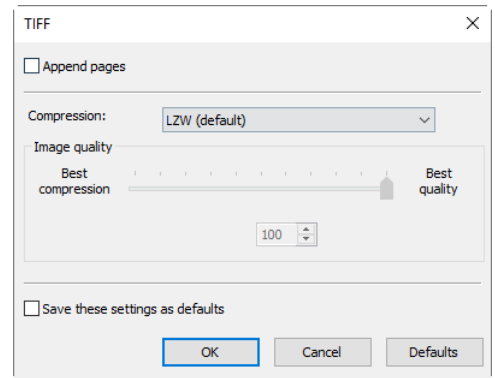 TIFF
Append pages
Compression:
LZW (default)
Image quality
Best compression
Best quality
100
Save these settings as defaults
OK
Cancel
Defaults